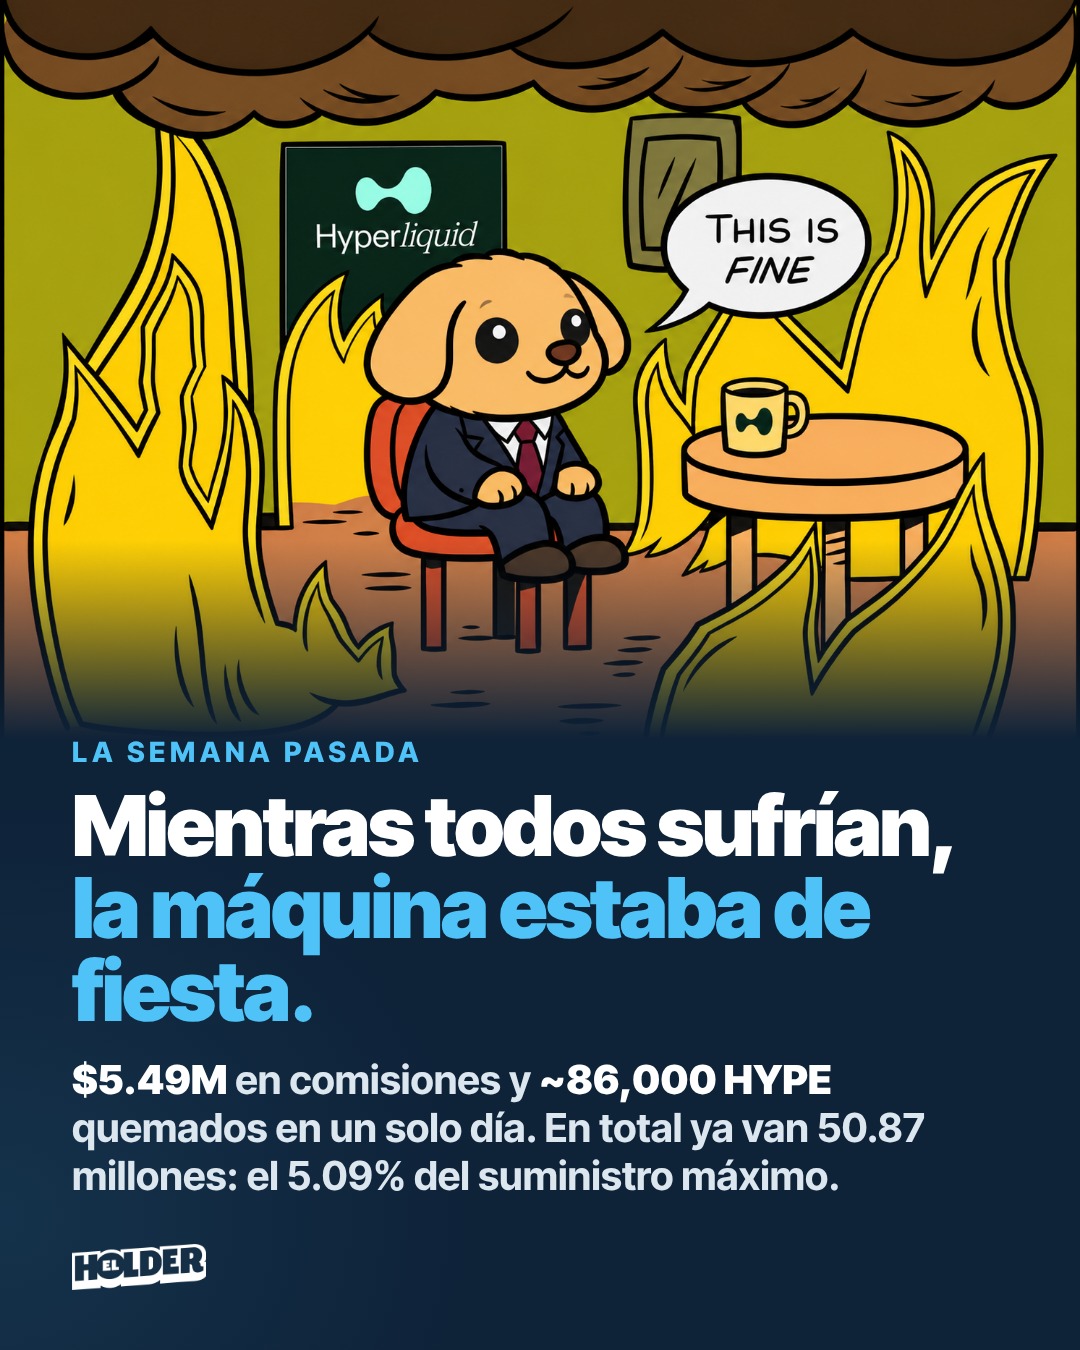 Hyperliquid
THIS IS
FINE
LA SEMANA PASADA
Mientras todos sufrían,
la máquina estaba de
fiesta.
$5.49M en comisiones y ~86,000 HYPE
quemados en un solo día. En total ya van 50.87
millones: el 5.09% del suministro máximo.
EL HOLDER